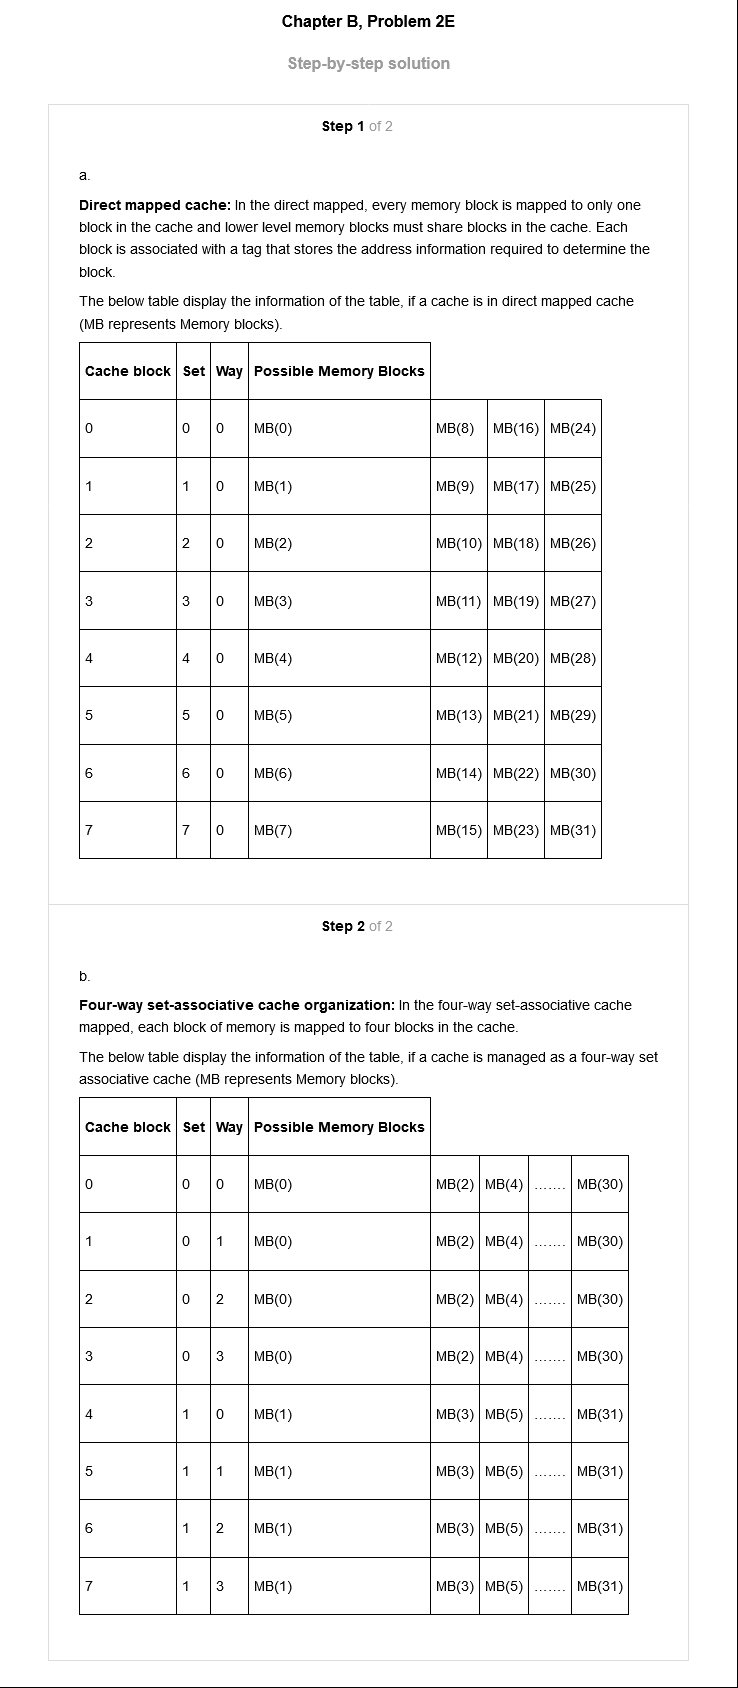 Chapter B, Problem 2E
Step-by-step solution
Step 1 of 2
a.
Direct mapped cache: In the direct mapped, every memory block is mapped to only one
block in the cache and lower level memory blocks must share blocks in the cache. Each
block is associated with a tag that stores the address information required to determine the
block.
The below table display the information of the table, if a cache is in direct mapped cache
(MB represents Memory blocks).
Cache block Set Way Possible Memory Blocks
0 0 0 MB(0) MB(8) MB(16) MB(24)
1 1 0 MB(1) MB(9) MB(17) MB(25)
2 2 0 MB(2) MB(10) MB(18) MB(26)
3 3 0 MB(3) MB(11) MB(19) MB(27)
4 4 0 MB(4) MB(12) MB(20) MB(28)
5 5 0 MB(5) MB(13) MB(21) MB(29)
6 6 0 MB(6) MB(14) MB(22) MB(30)
7 7 0 MB(7) MB(15) MB(23) MB(31)
Step 2 of 2
b.
Four-way set-associative cache organization: In the four-way set-associative cache
mapped, each block of memory is mapped to four blocks in the cache.
The below table display the information of the table, if a cache is managed as a four-way set
associative cache (MB represents Memory blocks).
Cache block Set Way Possible Memory Blocks
0 0 0 MB(0) MB(2) MB(4) ....... MB(30)
1 0 1 MB(0) MB(2) MB(4) ....... MB(30)
2 0 2 MB(0) MB(2) MB(4) ....... MB(30)
3 0 3 MB(0) MB(2) MB(4) ....... MB(30)
4 1 0 MB(1) MB(3) MB(5) ....... MB(31)
5 1 1 MB(1) MB(3) MB(5) ....... MB(31)
6 1 2 MB(1) MB(3) MB(5) ....... MB(31)
7 1 3 MB(1) MB(3) MB(5) ....... MB(31)